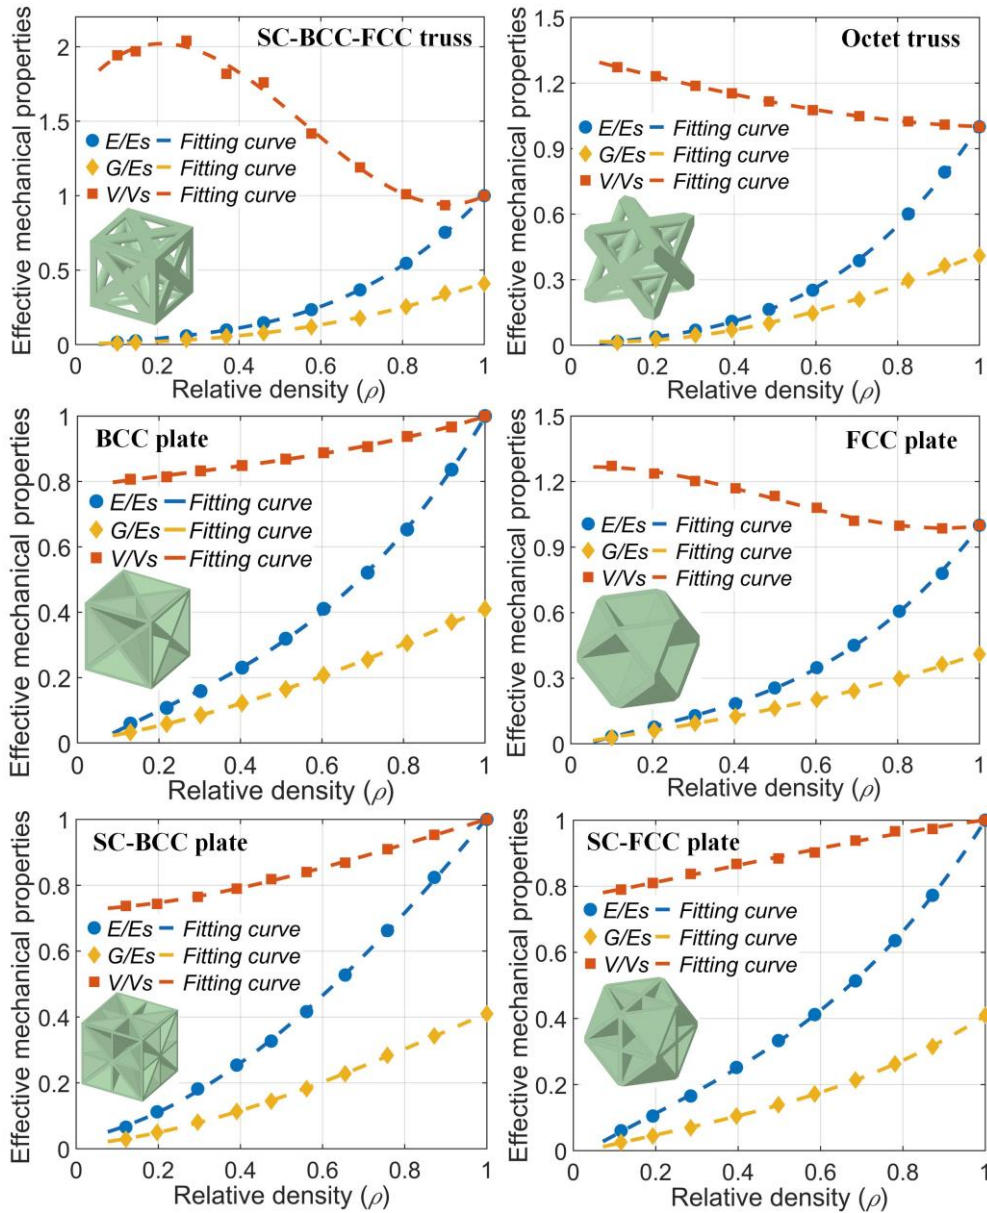 SC-BCC-FCC truss
Effective mechanical properties
2
1.5
1
0.5
0
E/Es Fitting curve
G/Es Fitting curve
V/Vs Fitting curve
0 0.2 0.4 0.6 0.8 1
Relative density (ρ)
Octet truss
Effective mechanical properties
1.5
1.2
0.9
0.6
0.3
0
E/Es Fitting curve
G/Es Fitting curve
V/Vs Fitting curve
0 0.2 0.4 0.6 0.8 1
Relative density (ρ)
BCC plate
Effective mechanical properties
1
0.8
0.6
0.4
0.2
0
E/Es Fitting curve
G/Es Fitting curve
V/Vs Fitting curve
0 0.2 0.4 0.6 0.8 1
Relative density (ρ)
FCC plate
Effective mechanical properties
1.5
1.2
0.9
0.6
0.3
0
E/Es Fitting curve
G/Es Fitting curve
V/Vs Fitting curve
0 0.2 0.4 0.6 0.8 1
Relative density (ρ)
SC-BCC plate
Effective mechanical properties
1
0.8
0.6
0.4
0.2
0
E/Es Fitting curve
G/Es Fitting curve
V/Vs Fitting curve
0 0.2 0.4 0.6 0.8 1
Relative density (ρ)
SC-FCC plate
Effective mechanical properties
1
0.8
0.6
0.4
0.2
0
E/Es Fitting curve
G/Es Fitting curve
V/Vs Fitting curve
0 0.2 0.4 0.6 0.8 1
Relative density (ρ)